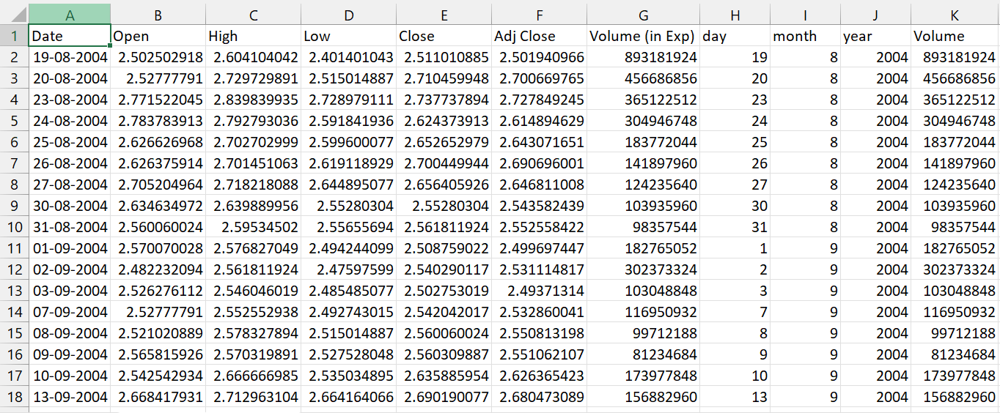 A B C D E F G H I J K
1 Date Open High Low Close Adj Close Volume (in Exp) day month year Volume
2 19-08-2004 2.502502918 2.604104042 2.401401043 2.511010885 2.501940966 893181924 19 8 2004 893181924
3 20-08-2004 2.52777791 2.729729891 2.515014887 2.710459948 2.700669765 456686856 20 8 2004 456686856
4 23-08-2004 2.771522045 2.839839935 2.728979111 2.737737894 2.727849245 365122512 23 8 2004 365122512
5 24-08-2004 2.783783913 2.792793036 2.591841936 2.624373913 2.614894629 304946748 24 8 2004 304946748
6 25-08-2004 2.626626968 2.702702999 2.599600077 2.652652979 2.643071651 183772044 25 8 2004 183772044
7 26-08-2004 2.626375914 2.701451063 2.619118929 2.700449944 2.690696001 141897960 26 8 2004 141897960
8 27-08-2004 2.705204964 2.718218088 2.644895077 2.656405926 2.646811008 124235640 27 8 2004 124235640
9 30-08-2004 2.634634972 2.639889956 2.55280304 2.55280304 2.543582439 103935960 30 8 2004 103935960
10 31-08-2004 2.560060024 2.59534502 2.55655694 2.561811924 2.552558422 98357544 31 8 2004 98357544
11 01-09-2004 2.570070028 2.576827049 2.494244099 2.508759022 2.499697447 182765052 1 9 2004 182765052
12 02-09-2004 2.482232094 2.561811924 2.47597599 2.540290117 2.531114817 302373324 2 9 2004 302373324
13 03-09-2004 2.526276112 2.546046019 2.485485077 2.502753019 2.49371314 103048848 3 9 2004 103048848
14 07-09-2004 2.52777791 2.552552938 2.492743015 2.542042017 2.532860041 116950932 7 9 2004 116950932
15 08-09-2004 2.521020889 2.578327894 2.515014887 2.560060024 2.550813198 99712188 8 9 2004 99712188
16 09-09-2004 2.565815926 2.570319891 2.527528048 2.560309887 2.551062107 81234684 9 9 2004 81234684
17 10-09-2004 2.542542934 2.666666985 2.535034895 2.635885954 2.626365423 173977848 10 9 2004 173977848
18 13-09-2004 2.668417931 2.712963104 2.664164066 2.690190077 2.680473089 156882960 13 9 2004 156882960